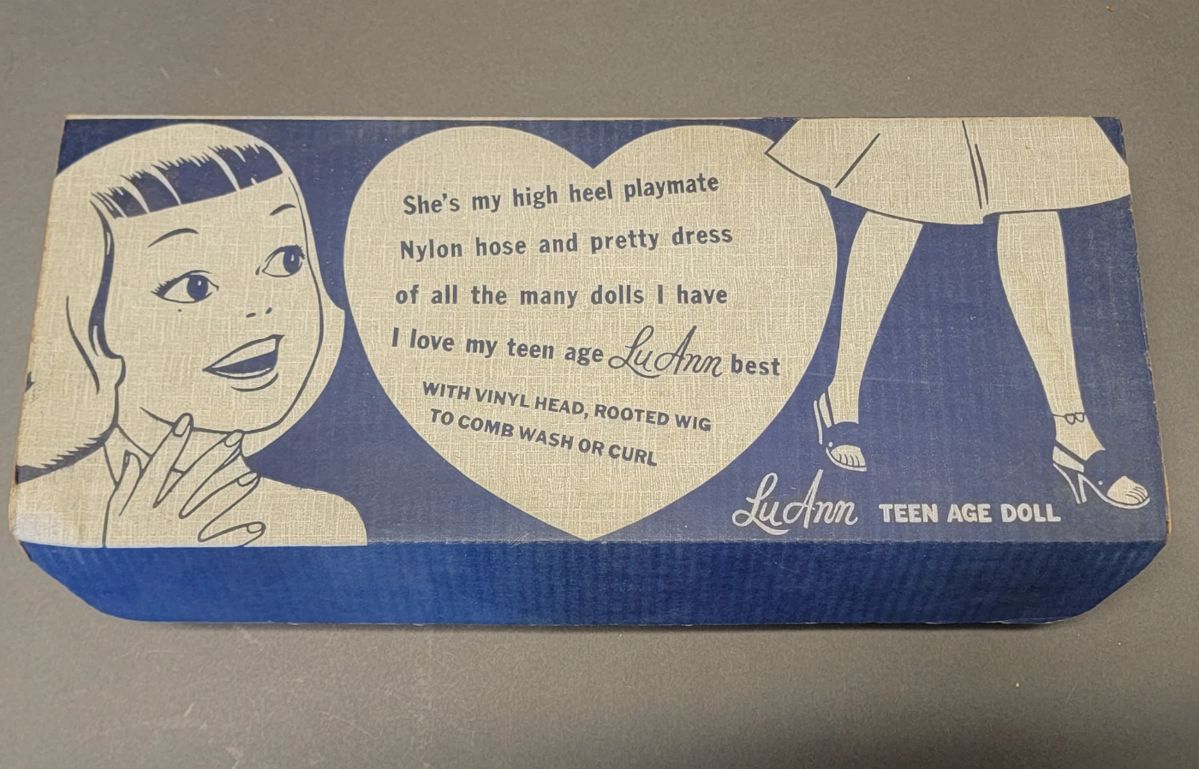 She's my high heel playmate
Nylon hose and pretty dress
of all the many dolls I have
I love my teen age LuAnn best
WITH VINYL HEAD, ROOTED WIG
TO COMB WASH OR CURL
LuAnn TEEN AGE DOLL